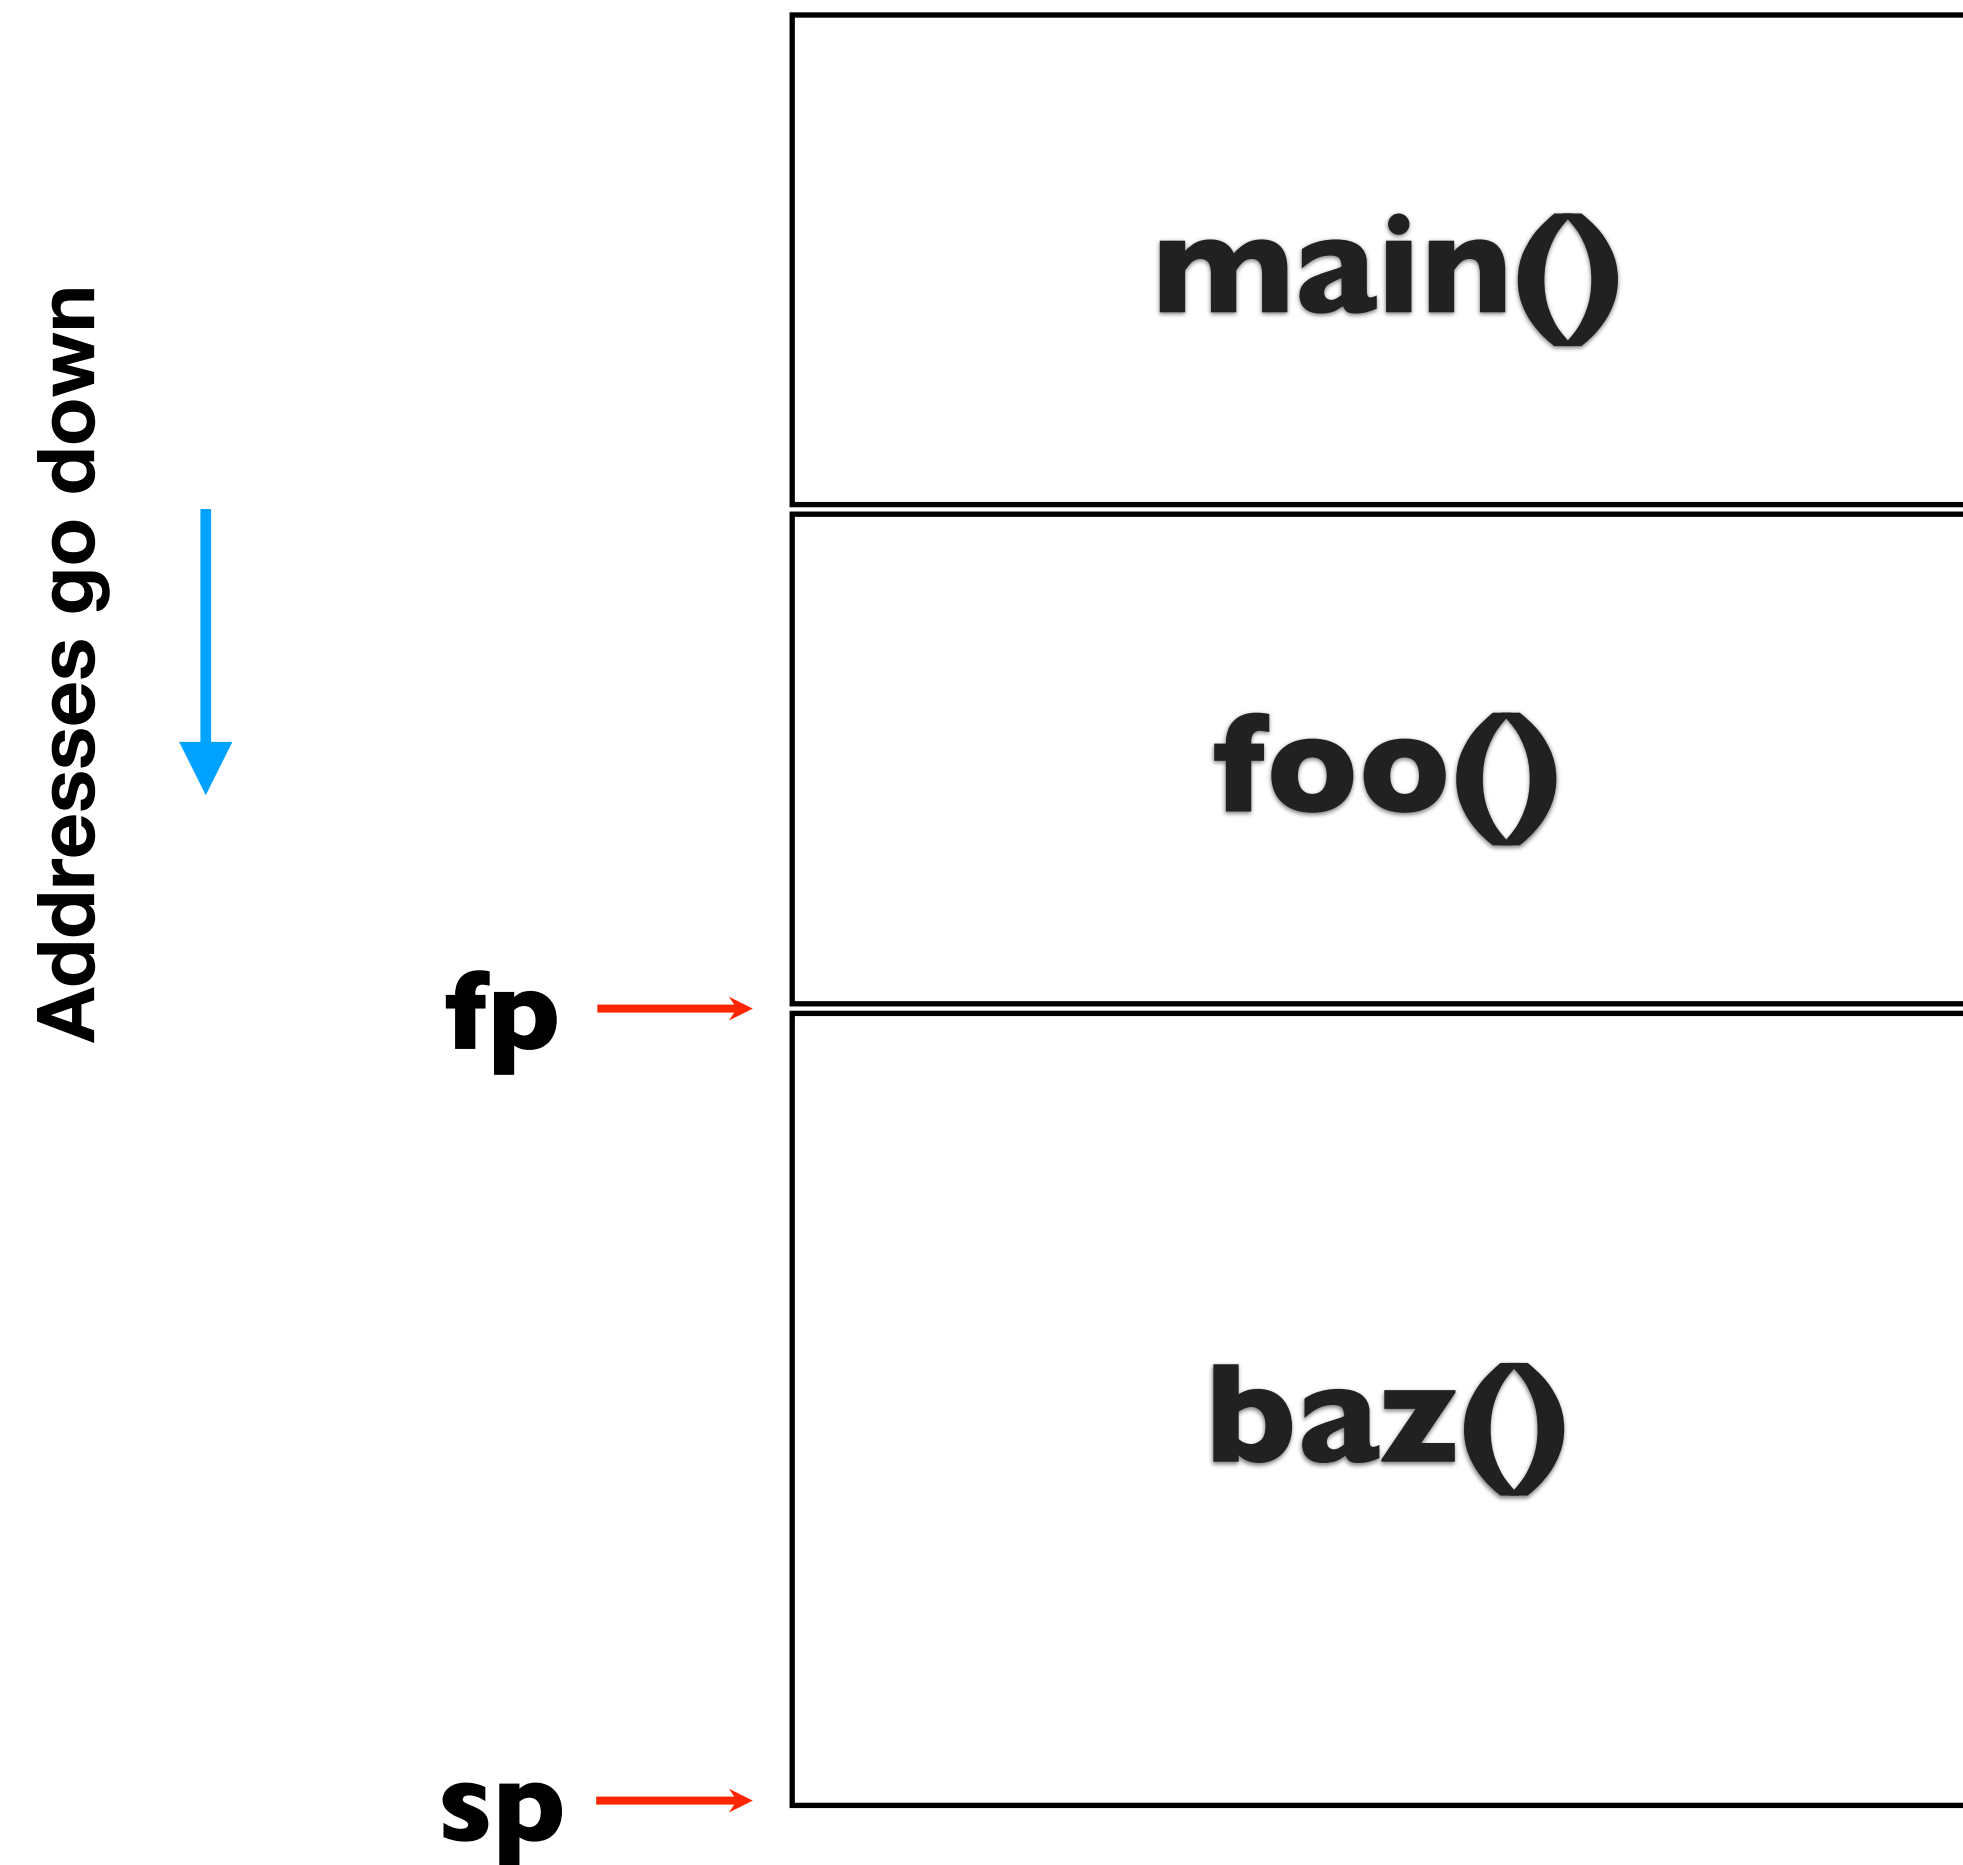 Addresses go down
main()
foo()
fp
baz()
sp